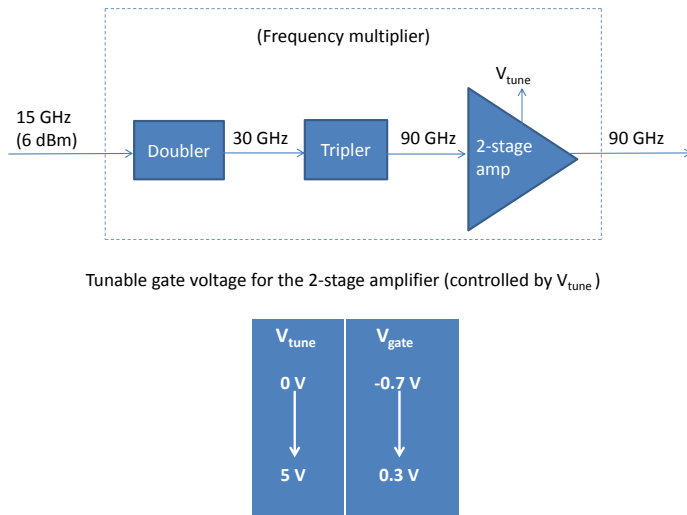 (Frequency multiplier)
Vtune
15 GHz
(6 dBm)
Doubler
30 GHz
Tripler
90 GHz
2-stage
amp
90 GHz
Tunable gate voltage for the 2-stage amplifier (controlled by Vtune )
Vtune Vgate
0 V -0.7 V
5 V 0.3 V